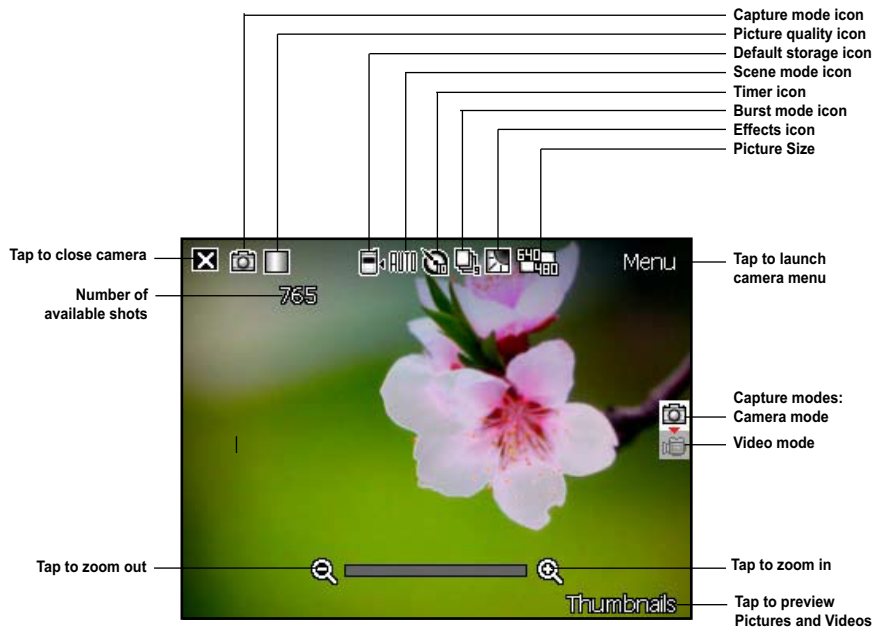 Capture mode icon
Picture quality icon
Default storage icon
Scene mode icon
Timer icon
Burst mode icon
Effects icon
Picture Size
Tap to close camera
AUTO
10
9
640
480
Menu
Tap to launch
camera menu
Number of
available shots
765
Capture modes:
Camera mode
Video mode
Tap to zoom out
Tap to zoom in
Thumbnails
Tap to preview
Pictures and Videos